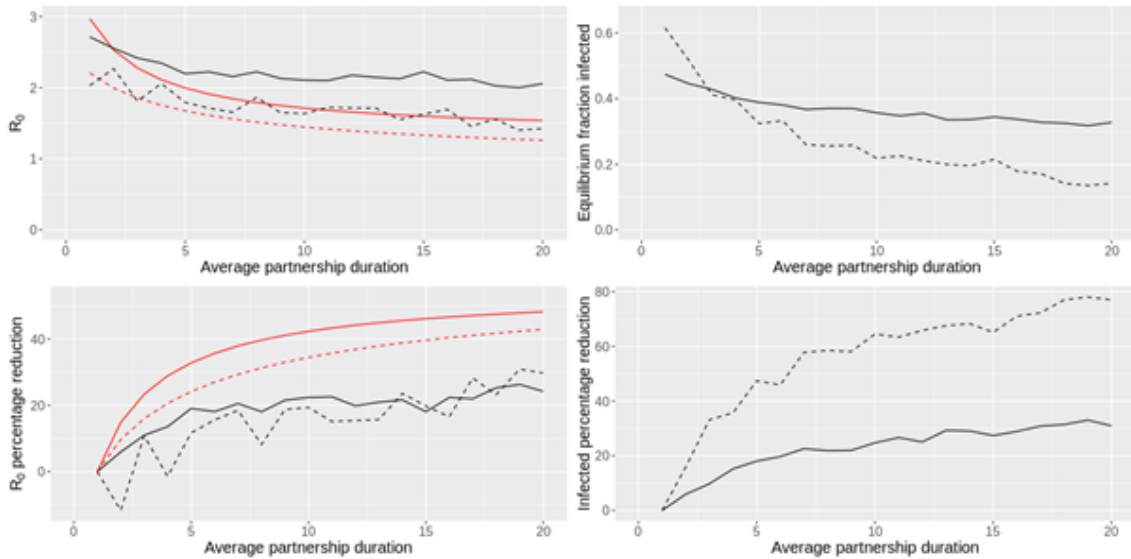 3
2
1
0
R0
0 5 10 15 20
Average partnership duration
0.6
0.4
0.2
0.0
Equilibrium fraction infected
0 5 10 15 20
Average partnership duration
40
20
0
R0 percentage reduction
0 5 10 15 20
Average partnership duration
80
60
40
20
0
Infected percentage reduction
0 5 10 15 20
Average partnership duration